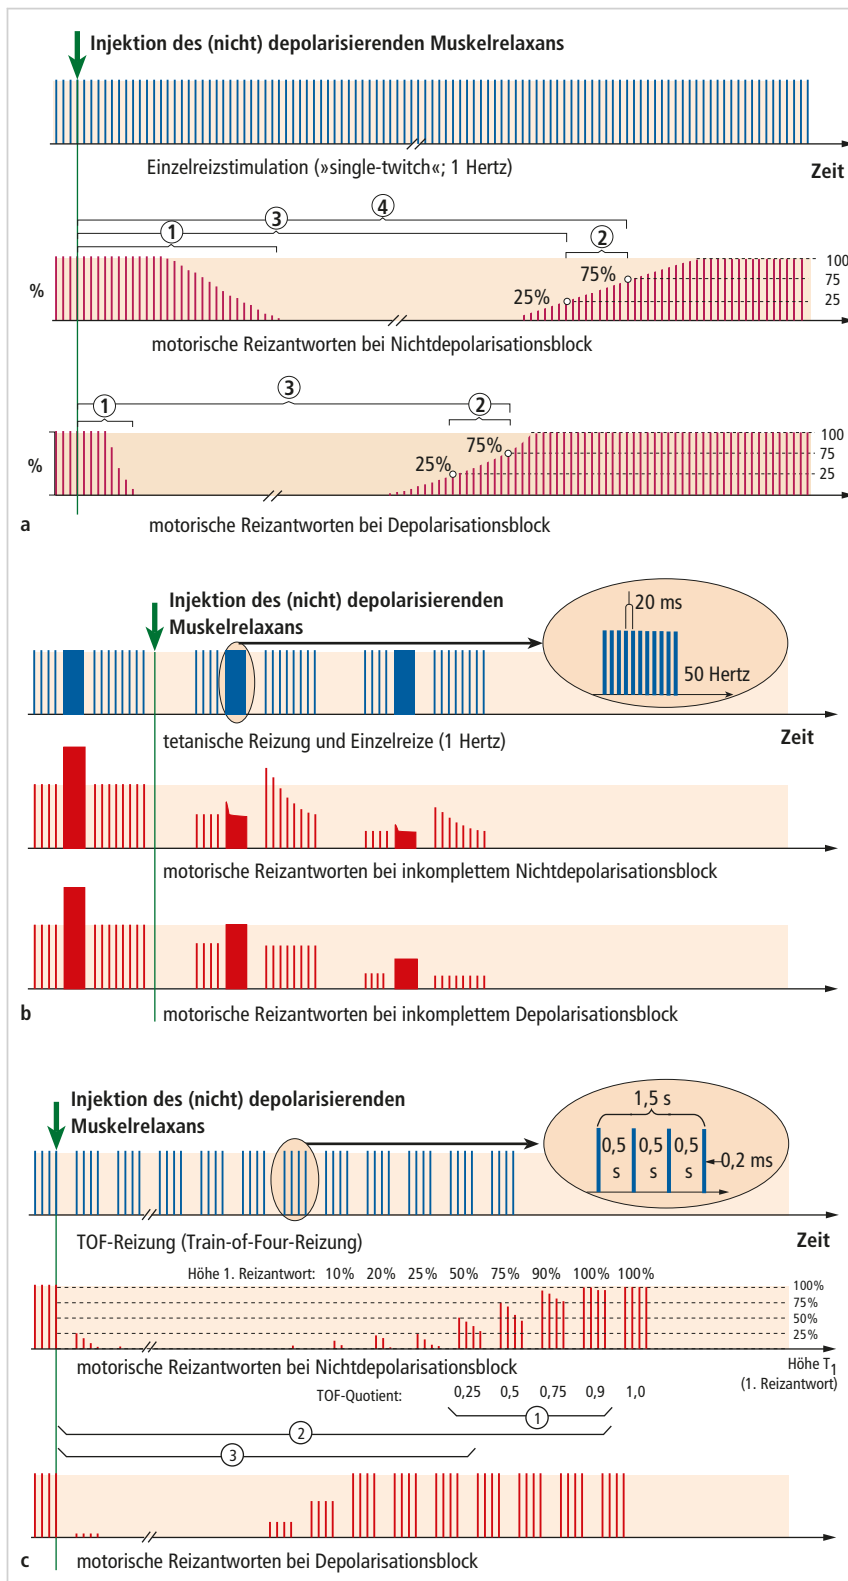 Injektion des (nicht) depolarisierenden Muskelrelaxans
Einzelreizstimulation (»single-twitch«; 1 Hertz)
Zeit
4
3
1
2
75%
25%
%
100
75
25
motorische Reizantworten bei Nichtdepolarisationsblock
3
1
2
75%
25%
%
100
75
25
a
motorische Reizantworten bei Depolarisationsblock
Injektion des (nicht) depolarisierenden
Muskelrelaxans
20 ms
50 Hertz
tetanische Reizung und Einzelreize (1 Hertz)
Zeit
motorische Reizantworten bei inkomplettem Nichtdepolarisationsblock
b
motorische Reizantworten bei inkomplettem Depolarisationsblock
Injektion des (nicht) depolarisierenden
Muskelrelaxans
1,5 s
0,5 0,5 0,5
s s s
0,2 ms
TOF-Reizung (Train-of-Four-Reizung)
Zeit
Höhe 1. Reizantwort: 10% 20% 25% 50% 75% 90% 100% 100%
100%
75%
50%
25%
motorische Reizantworten bei Nichtdepolarisationsblock
Höhe T1
(1. Reizantwort)
TOF-Quotient: 0,25 0,5 0,75 0,9 1,0
1
2
3
c
motorische Reizantworten bei Depolarisationsblock